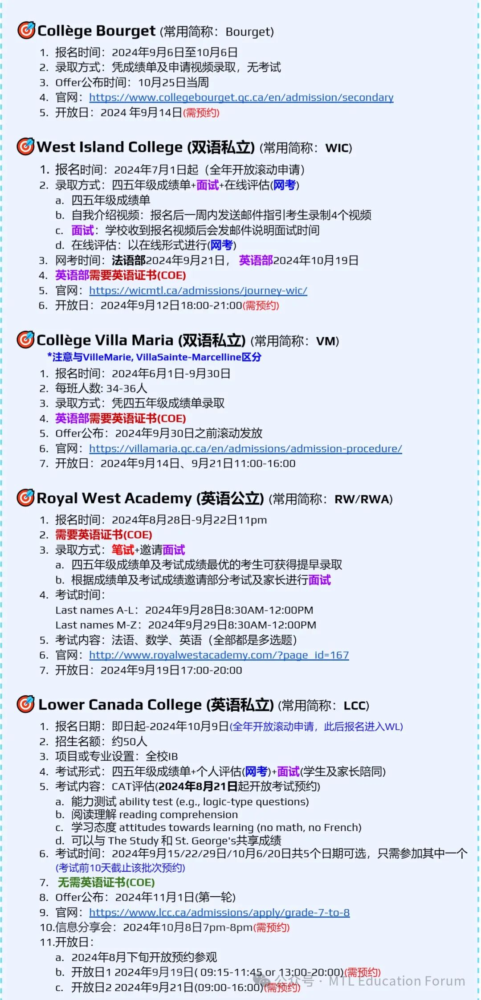 Collège Bourget (常用简称：Bourget)
1. 报名时间：2024年9月6日至10月6日
2. 录取方式：凭成绩单及申请视频录取，无考试
3. Offer公布时间：10月25日当周
4. 官网：https://www.collegebourget.qc.ca/en/admission/secondary
5. 开放日：2024 年9月14日(需预约)
West Island College (双语私立) (常用简称：WIC)
1. 报名时间：2024年7月1日起（全年开放滚动申请）
2. 录取方式：四五年级成绩单+面试+在线评估(网考)
a. 四五年级成绩单
b. 自我介绍视频：报名后一周内发送邮件指引考生录制4个视频
c. 面试：学校收到报名视频后会发邮件说明面试时间
d. 在线评估：以在线形式进行(网考)
3. 网考时间：法语部2024年9月21日， 英语部2024年10月19日
4. 英语部需要英语证书(COE)
5. 官网：https://wicmtl.ca/admissions/journey-wic/
6. 开放日：2024年9月12日18:00-21:00(需预约)
Collège Villa Maria (双语私立) (常用简称：VM)
*注意与VilleMarie, VillaSainte-Marcelline区分
1. 报名时间：2024年6月1日-9月30日
2. 每班人数: 34-36人
3. 录取方式：凭四五年级成绩单录取
4. 英语部需要英语证书(COE)
5. Offer公布：2024年9月30日之前滚动发放
6. 官网：https://villamaria.qc.ca/en/admissions/admission-procedure/
7. 开放日：2024年9月14日、9月21日11:00-16:00
Royal West Academy (英语公立) (常用简称：RW/RWA)
1. 报名时间：2024年8月28日-9月22日11pm
2. 需要英语证书(COE)
3. 录取方式：笔试+邀请面试
a. 四五年级成绩单及考试成绩最优的考生可获得提早录取
b. 根据成绩单及考试成绩邀请部分考试及家长进行面试
4. 考试时间：
Last names A-L：2024年9月28日8:30AM-12:00PM
Last names M-Z：2024年9月29日8:30AM-12:00PM
5. 考试内容：法语、数学、英语（全部都是多选题）
6. 官网：http://www.royalwestacademy.com/?page_id=167
7. 开放日：2024年9月19日17:00-20:00
Lower Canada College (英语私立) (常用简称：LCC)
1. 报名日期：即日起-2024年10月9日(全年开放滚动申请，此后报名进入WL)
2. 招生名额：约50人
3. 项目或专业设置：全校IB
4. 考试形式：四五年级成绩单+个人评估(网考)+面试(学生及家长陪同)
5. 考试内容：CAT评估(2024年8月21日起开放考试预约)
a. 能力测试 ability test (e.g., logic-type questions)
b. 阅读理解 reading comprehension
c. 学习态度 attitudes towards learning (no math, no French)
d. 可以与 The Study 和 St. George's共享成绩
6. 考试时间：2024年9月15/22/29日/10月6/20日共5个日期可选，只需参加其中一个
(考试前10天截止该批次预约)
7. 无需英语证书(COE)
8. Offer公布：2024年11月1日(第一轮)
9. 官网：https://www.lcc.ca/admissions/apply/grade-7-to-8
10.信息分享会：2024年10月8日7pm-8pm(需预约)
11.开放日：
a. 2024年8月下旬开放预约参观
b. 开放日1 2024年9月19日( 09:15-11:45 or 13:00-20:00)(需预约)
c. 开放日2 2024年9月21日(09:00-16:00)(需预约)
公众号 · MTL Education Forum